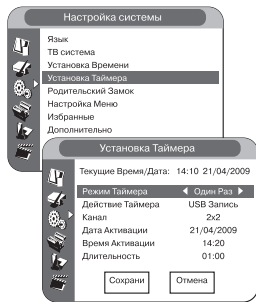 Настройка системы
Язык
ТВ система
Установка Времени
Установка Таймера
Родительский Замок
Настройка Меню
Избранные
Дополнительно
Установка Таймера
Текущие Время/Дата: 14:10 21/04/2009
Режим Таймера Один Раз
Действие Таймера USB Запись
Канал 2x2
Дата Активации 21/04/2009
Время Активации 14:20
Длительность 01:00
Сохрани Отмена